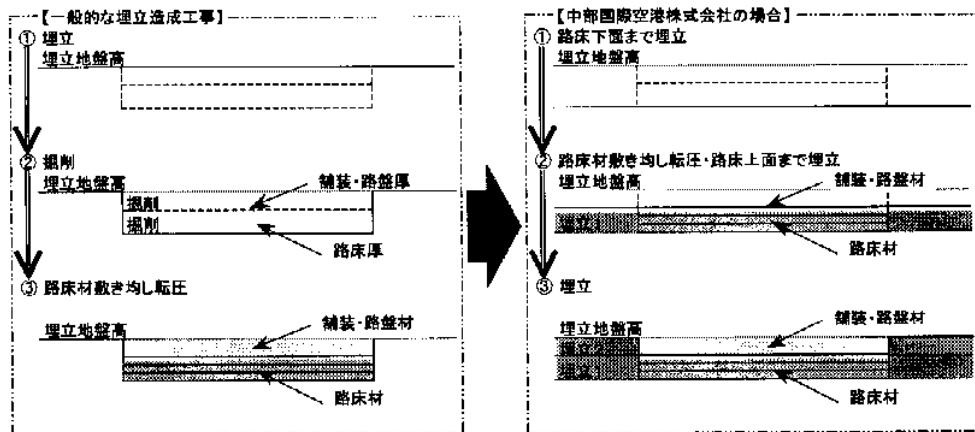 【一般的な埋立造成工事】
① 埋立
埋立地盤高
② 掘削
埋立地盤高
舗装・路盤厚
掘削
掘削
路床厚
③ 路床材敷き均し転圧
埋立地盤高
舗装・路盤材
路床材
【中部国際空港株式会社の場合】
① 路床下面まで埋立
埋立地盤高
② 路床材敷き均し転圧・路床上面まで埋立
埋立地盤高
舗装・路盤材
埋立1
路床材
③ 埋立
埋立地盤高
舗装・路盤材
埋立2
埋立
路床材